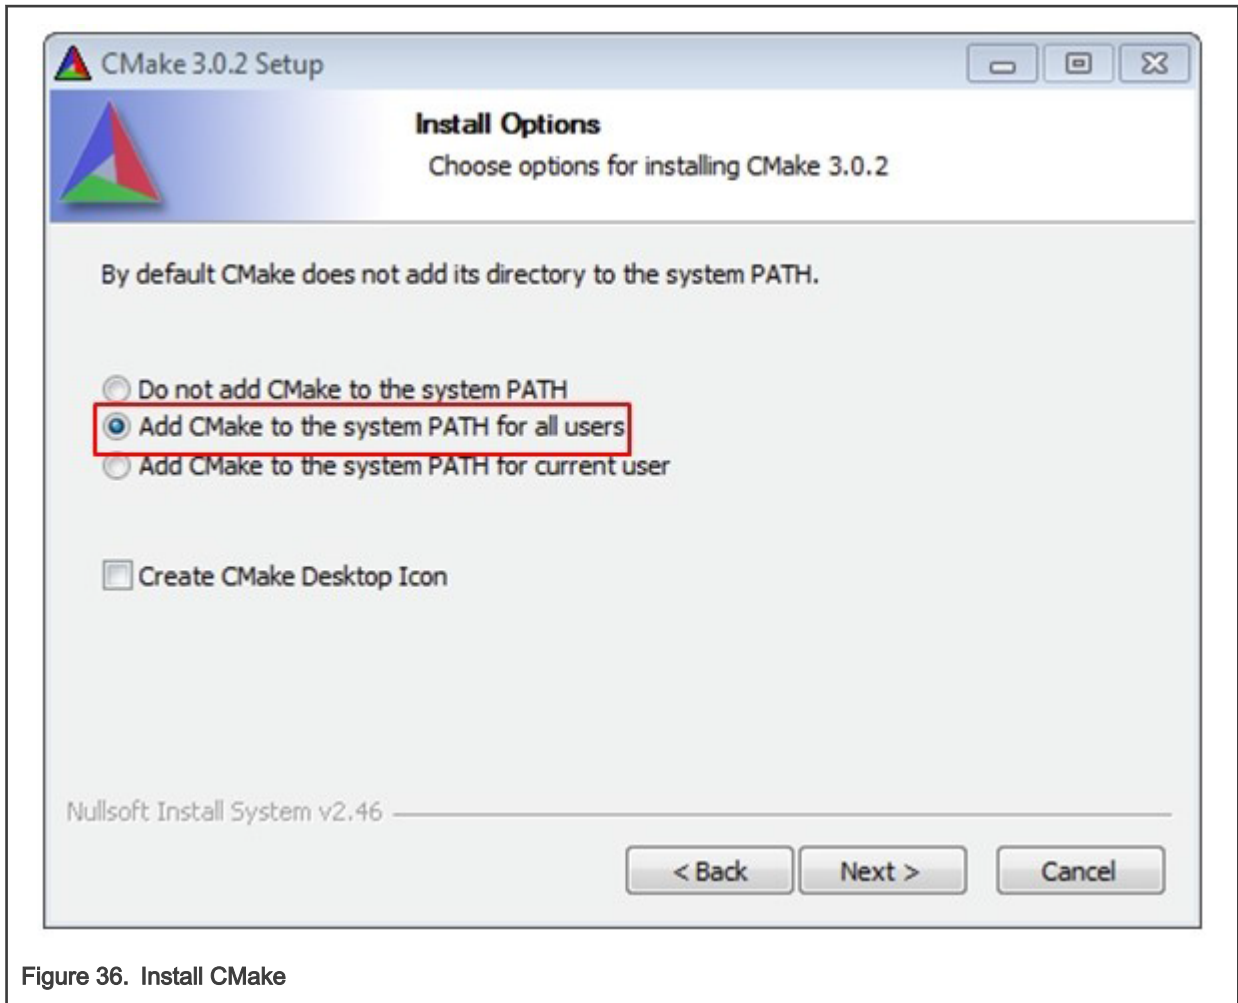 CMake 3.0.2 Setup
Install Options
Choose options for installing CMake 3.0.2
By default CMake does not add its directory to the system PATH.
Do not add CMake to the system PATH
Add CMake to the system PATH for all users
Add CMake to the system PATH for current user
Create CMake Desktop Icon
Nullsoft Install System v2.46
< Back Next > Cancel
Figure 36. Install CMake